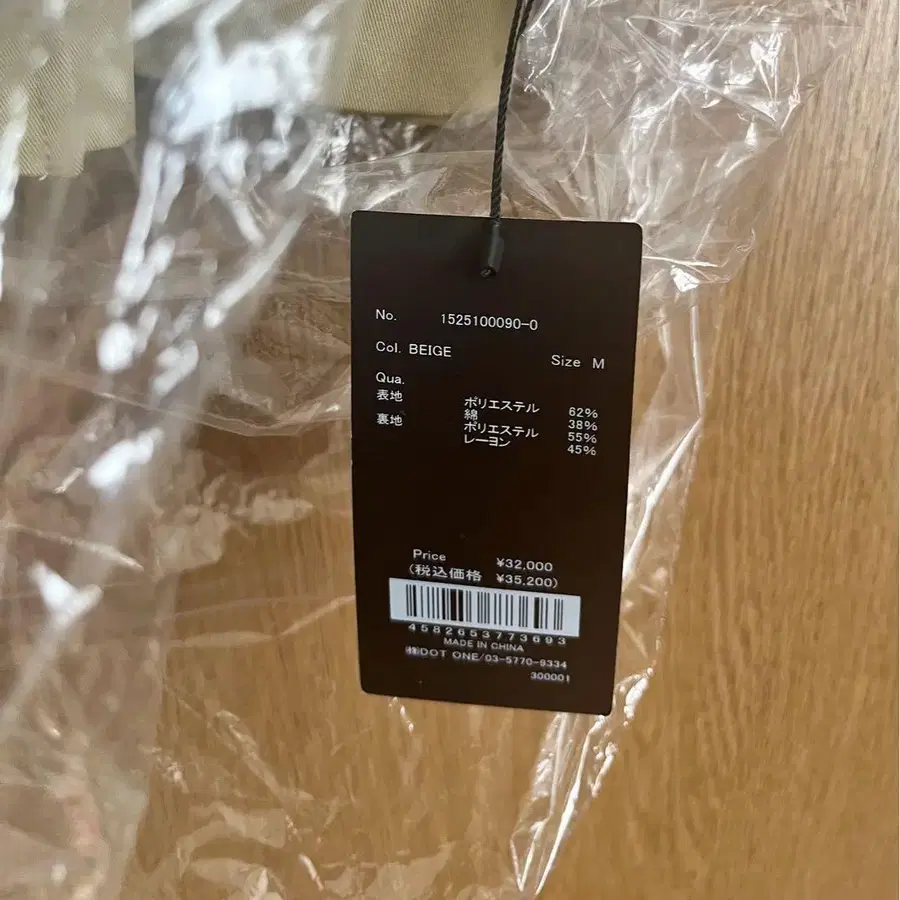 No. 1525100090-0
Col. BEIGE Size M
Qua.
表地 ポリエステル 62%
綿 38%
裏地 ポリエステル 55%
レーヨン 45%
Price ¥32,000
(税込価格 ¥35,200)
4582653773693
MADE IN CHINA
㈱DOT ONE/03-5770-9334
300001